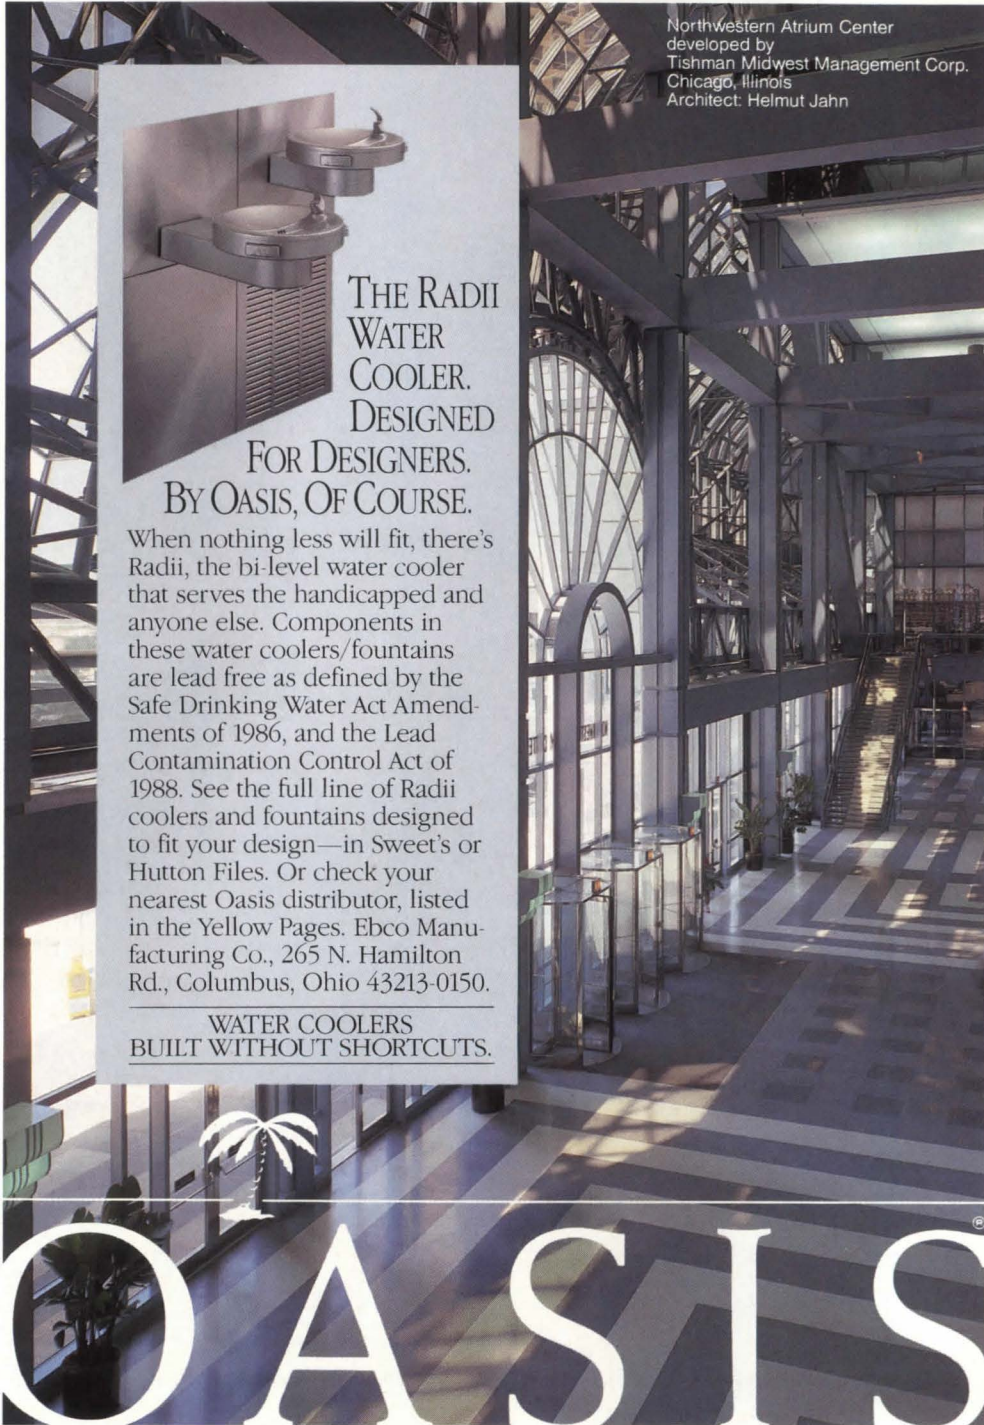 Northwestern Atrium Center
developed by
Tishman Midwest Management Corp.
Chicago, Illinois
Architect: Helmut Jahn
THE RADII
WATER
COOLER.
DESIGNED
FOR DESIGNERS.
BY OASIS, OF COURSE.
When nothing less will fit, there's
Radii, the bi-level water cooler
that serves the handicapped and
anyone else. Components in
these water coolers/fountains
are lead free as defined by the
Safe Drinking Water Act Amend-
ments of 1986, and the Lead
Contamination Control Act of
1988. See the full line of Radii
coolers and fountains designed
to fit your design—in Sweet's or
Hutton Files. Or check your
nearest Oasis distributor, listed
in the Yellow Pages. Ebco Manu-
facturing Co., 265 N. Hamilton
Rd., Columbus, Ohio 43213-0150.
WATER COOLERS
BUILT WITHOUT SHORTCUTS.
OASIS®